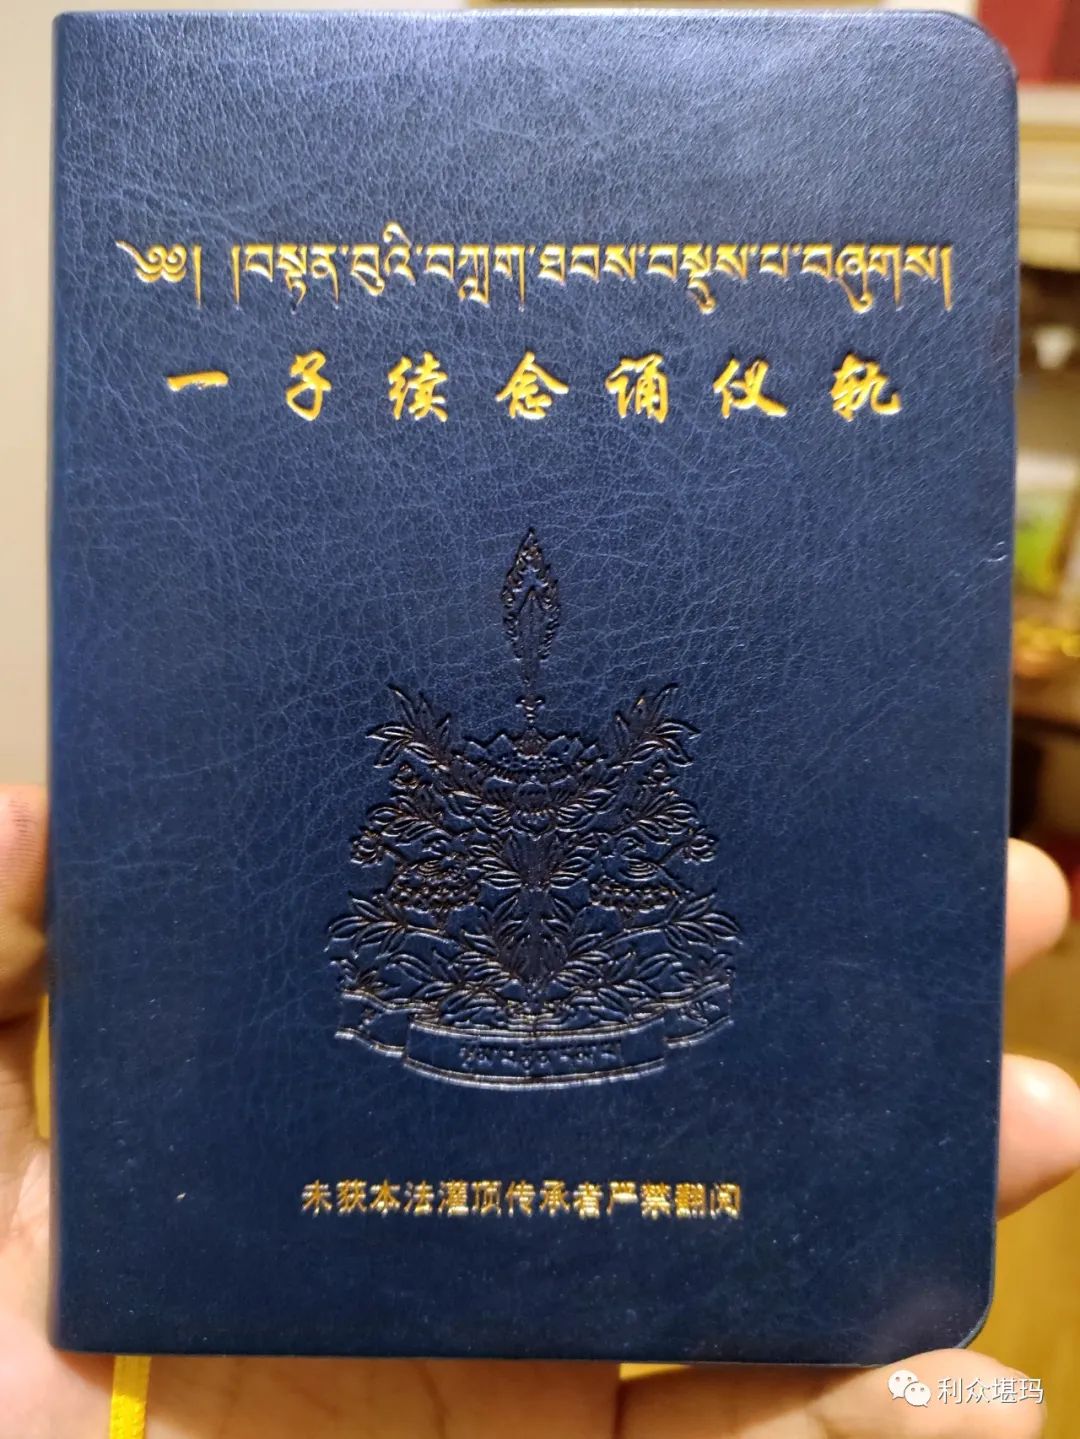 ༄༅། །བསྟན་བུའི་བཀླག་ཐབས་བསྡུས་པ་བཞུགས།
一子续念诵仪轨
未获本法灌顶传承者严禁翻阅
利众堪玛